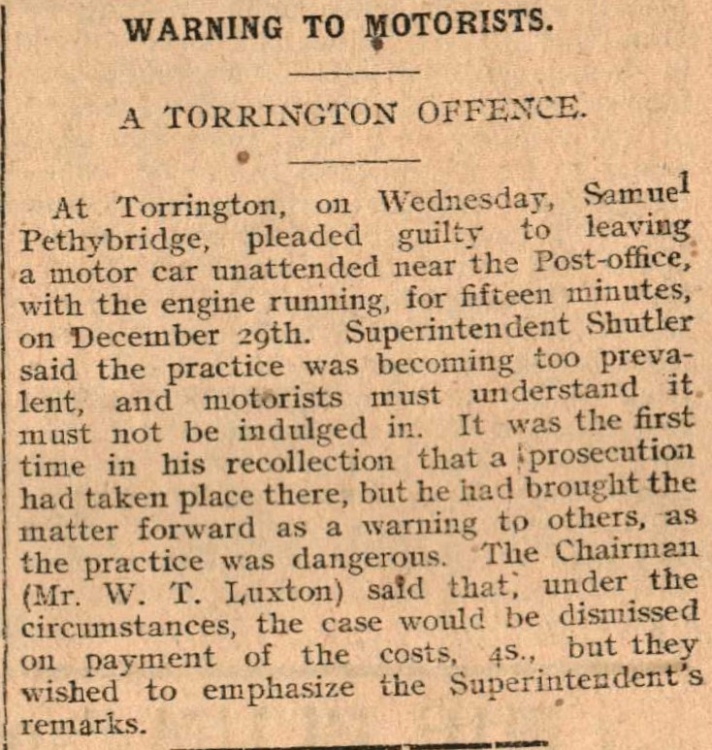 WARNING TO MOTORISTS.
A TORRINGTON OFFENCE.
At Torrington, on Wednesday, Samuel
Pethybridge, pleaded guilty to leaving
a motor car unattended near the Post-office,
with the engine running, for fifteen minutes,
on December 29th. Superintendent Shutler
said the practice was becoming too preva-
lent, and motorists must understand it
must not be indulged in. It was the first
time in his recollection that a prosecution
had taken place there, but he had brought the
matter forward as a warning to others, as
the practice was dangerous. The Chairman
(Mr. W. T. Luxton) said that, under the
circumstances, the case would be dismissed
on payment of the costs, 4s., but they
wished to emphasize the Superintendent's
remarks.